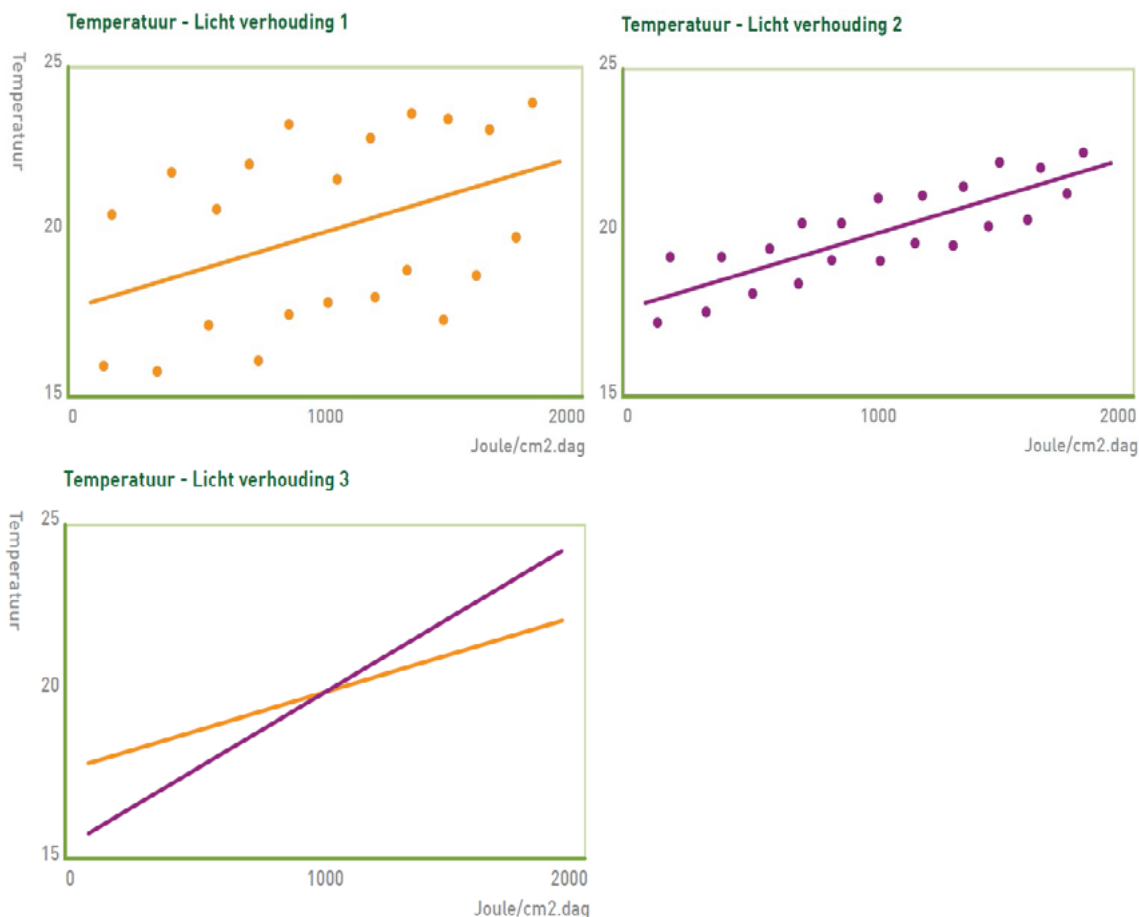 Temperatuur - Licht verhouding 1
Temperatuur
25
20
15
0 1000 2000
Joule/cm2.dag
Temperatuur - Licht verhouding 2
25
20
15
0 1000 2000
Joule/cm2.dag
Temperatuur - Licht verhouding 3
Temperatuur
25
20
15
0 1000 2000
Joule/cm2.dag